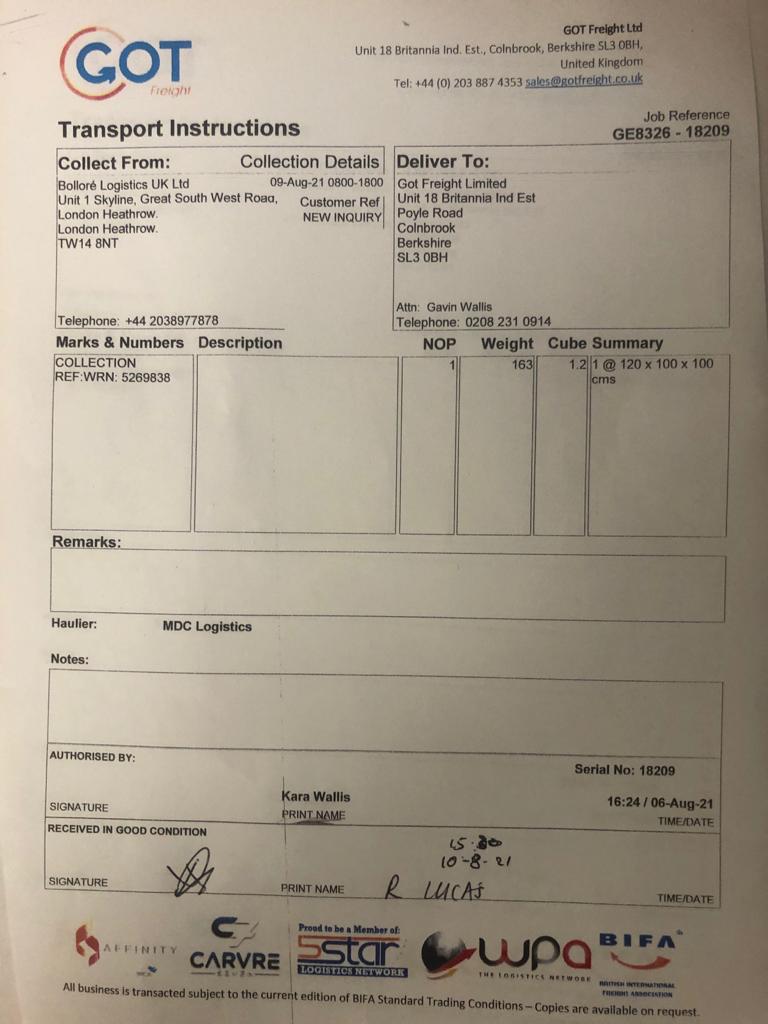 GOT
Freight
GOT Freight Ltd
Unit 18 Britannia Ind. Est., Colnbrook, Berkshire SL3 0BH,
United Kingdom
Tel: +44 (0) 203 887 4353 sales@gotfreight.co.uk
Transport Instructions
Job Reference
GE8326 - 18209
Collect From: Collection Details
Bolloré Logistics UK Ltd 09-Aug-21 0800-1800
Unit 1 Skyline, Great South West Road, Customer Ref
London Heathrow. NEW INQUIRY
London Heathrow.
TW14 8NT
Telephone: +44 2038977878
Deliver To:
Got Freight Limited
Unit 18 Britannia Ind Est
Poyle Road
Colnbrook
Berkshire
SL3 0BH
Attn: Gavin Wallis
Telephone: 0208 231 0914
Marks & Numbers Description NOP Weight Cube Summary
COLLECTION 1 163 1.2 1 @ 120 x 100 x 100
REF:WRN: 5269838 cms
Remarks:
Haulier: MDC Logistics
Notes:
AUTHORISED BY:
Serial No: 18209
Kara Wallis 16:24 / 06-Aug-21
SIGNATURE PRINT NAME TIME/DATE
RECEIVED IN GOOD CONDITION
15.30
10-8-21
SIGNATURE PRINT NAME R LUCAS TIME/DATE
AFFINITY
CARVRE
Proud to be a Member of:
5star
LOGISTICS NETWORK
wpa
THE LOGISTICS NETWORK
BIFA
BRITISH INTERNATIONAL
FREIGHT ASSOCIATION
All business is transacted subject to the current edition of BIFA Standard Trading Conditions – Copies are available on request.